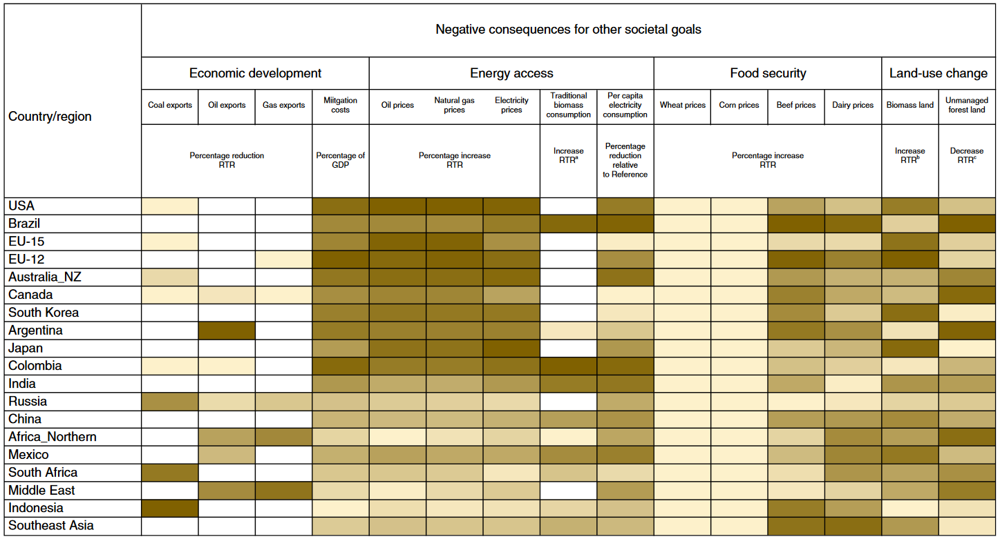 Negative consequences for other societal goals
Country/region
Economic development
Energy access
Food security
Land-use change
Coal exports
Oil exports
Gas exports
Miitgation
costs
Oil prices
Natural gas
prices
Electricity
prices
Traditional
biomass
consumption
Per capita
electricity
consumption
Wheat prices
Corn prices
Beef prices
Dairy prices
Biomass land
Unmanaged
forest land
Percentage reduction
RTR
Percentage of
GDP
Percentage increase
RTR
Increase
RTRᵃ
Percentage
reduction
relative
to Reference
Percentage increase
RTR
Increase
RTRᵇ
Decrease
RTRᶜ
USA
Brazil
EU-15
EU-12
Australia_NZ
Canada
South Korea
Argentina
Japan
Colombia
India
Russia
China
Africa_Northern
Mexico
South Africa
Middle East
Indonesia
Southeast Asia